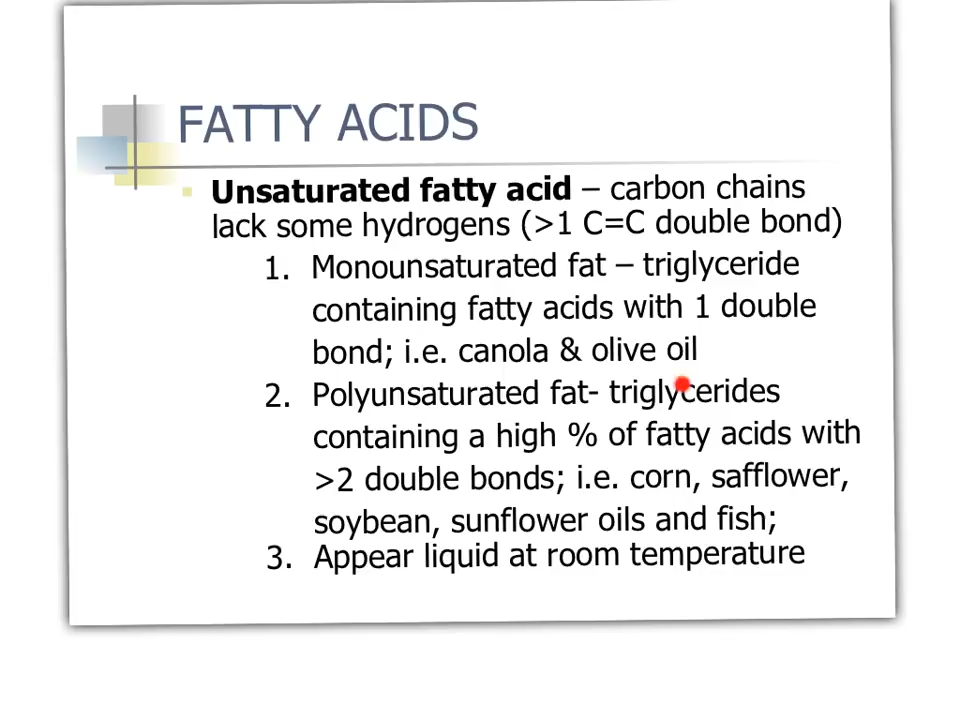 FATTY ACIDS
Unsaturated fatty acid – carbon chains
lack some hydrogens (>1 C=C double bond)
1. Monounsaturated fat – triglyceride
containing fatty acids with 1 double
bond; i.e. canola & olive oil
2. Polyunsaturated fat- triglycerides
containing a high % of fatty acids with
>2 double bonds; i.e. corn, safflower,
soybean, sunflower oils and fish;
3. Appear liquid at room temperature